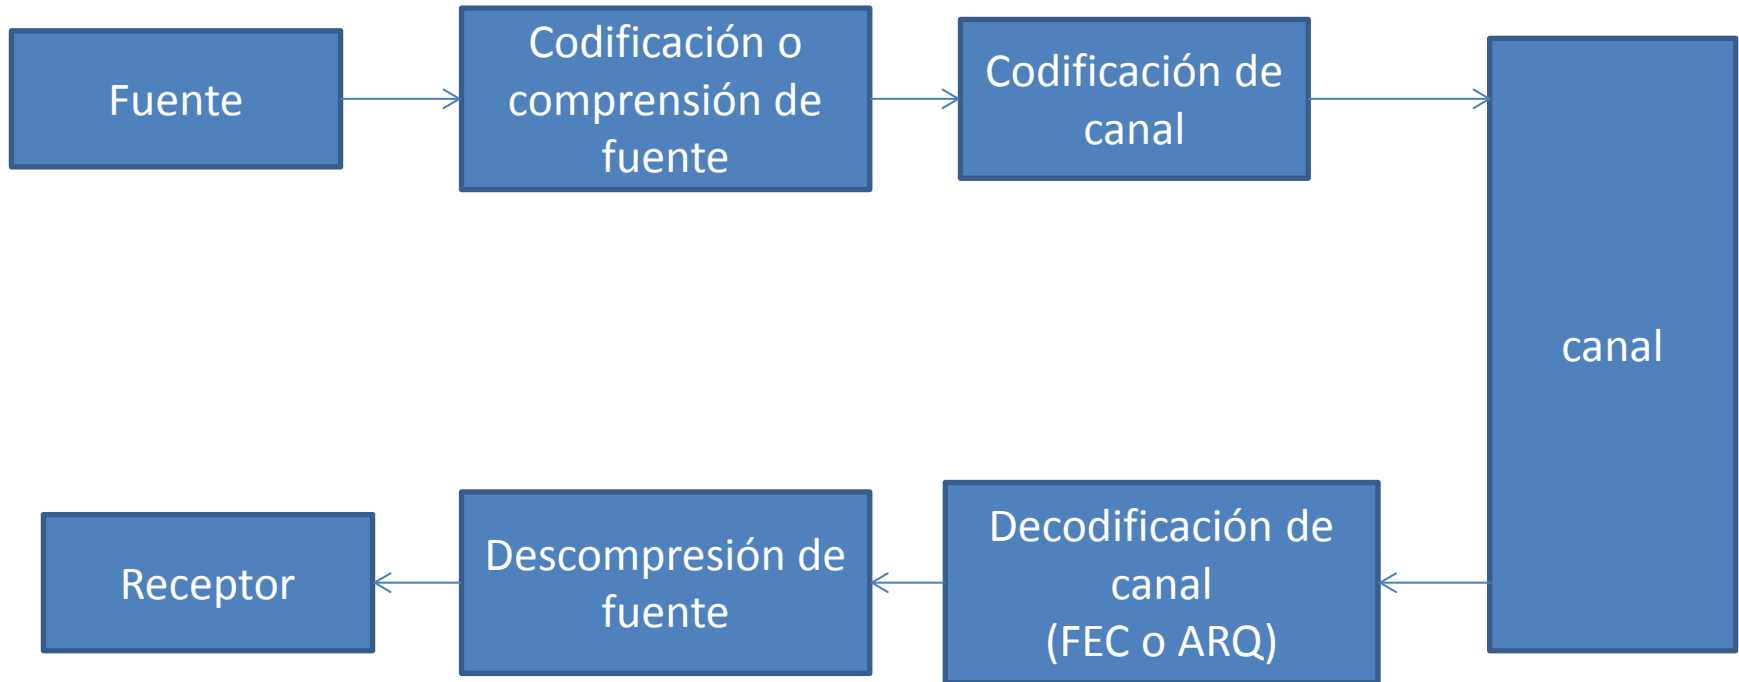 Fuente
Codificación o
comprensión de
fuente
Codificación de
canal
canal
Receptor
Descompresión de
fuente
Decodificación de
canal
(FEC o ARQ)